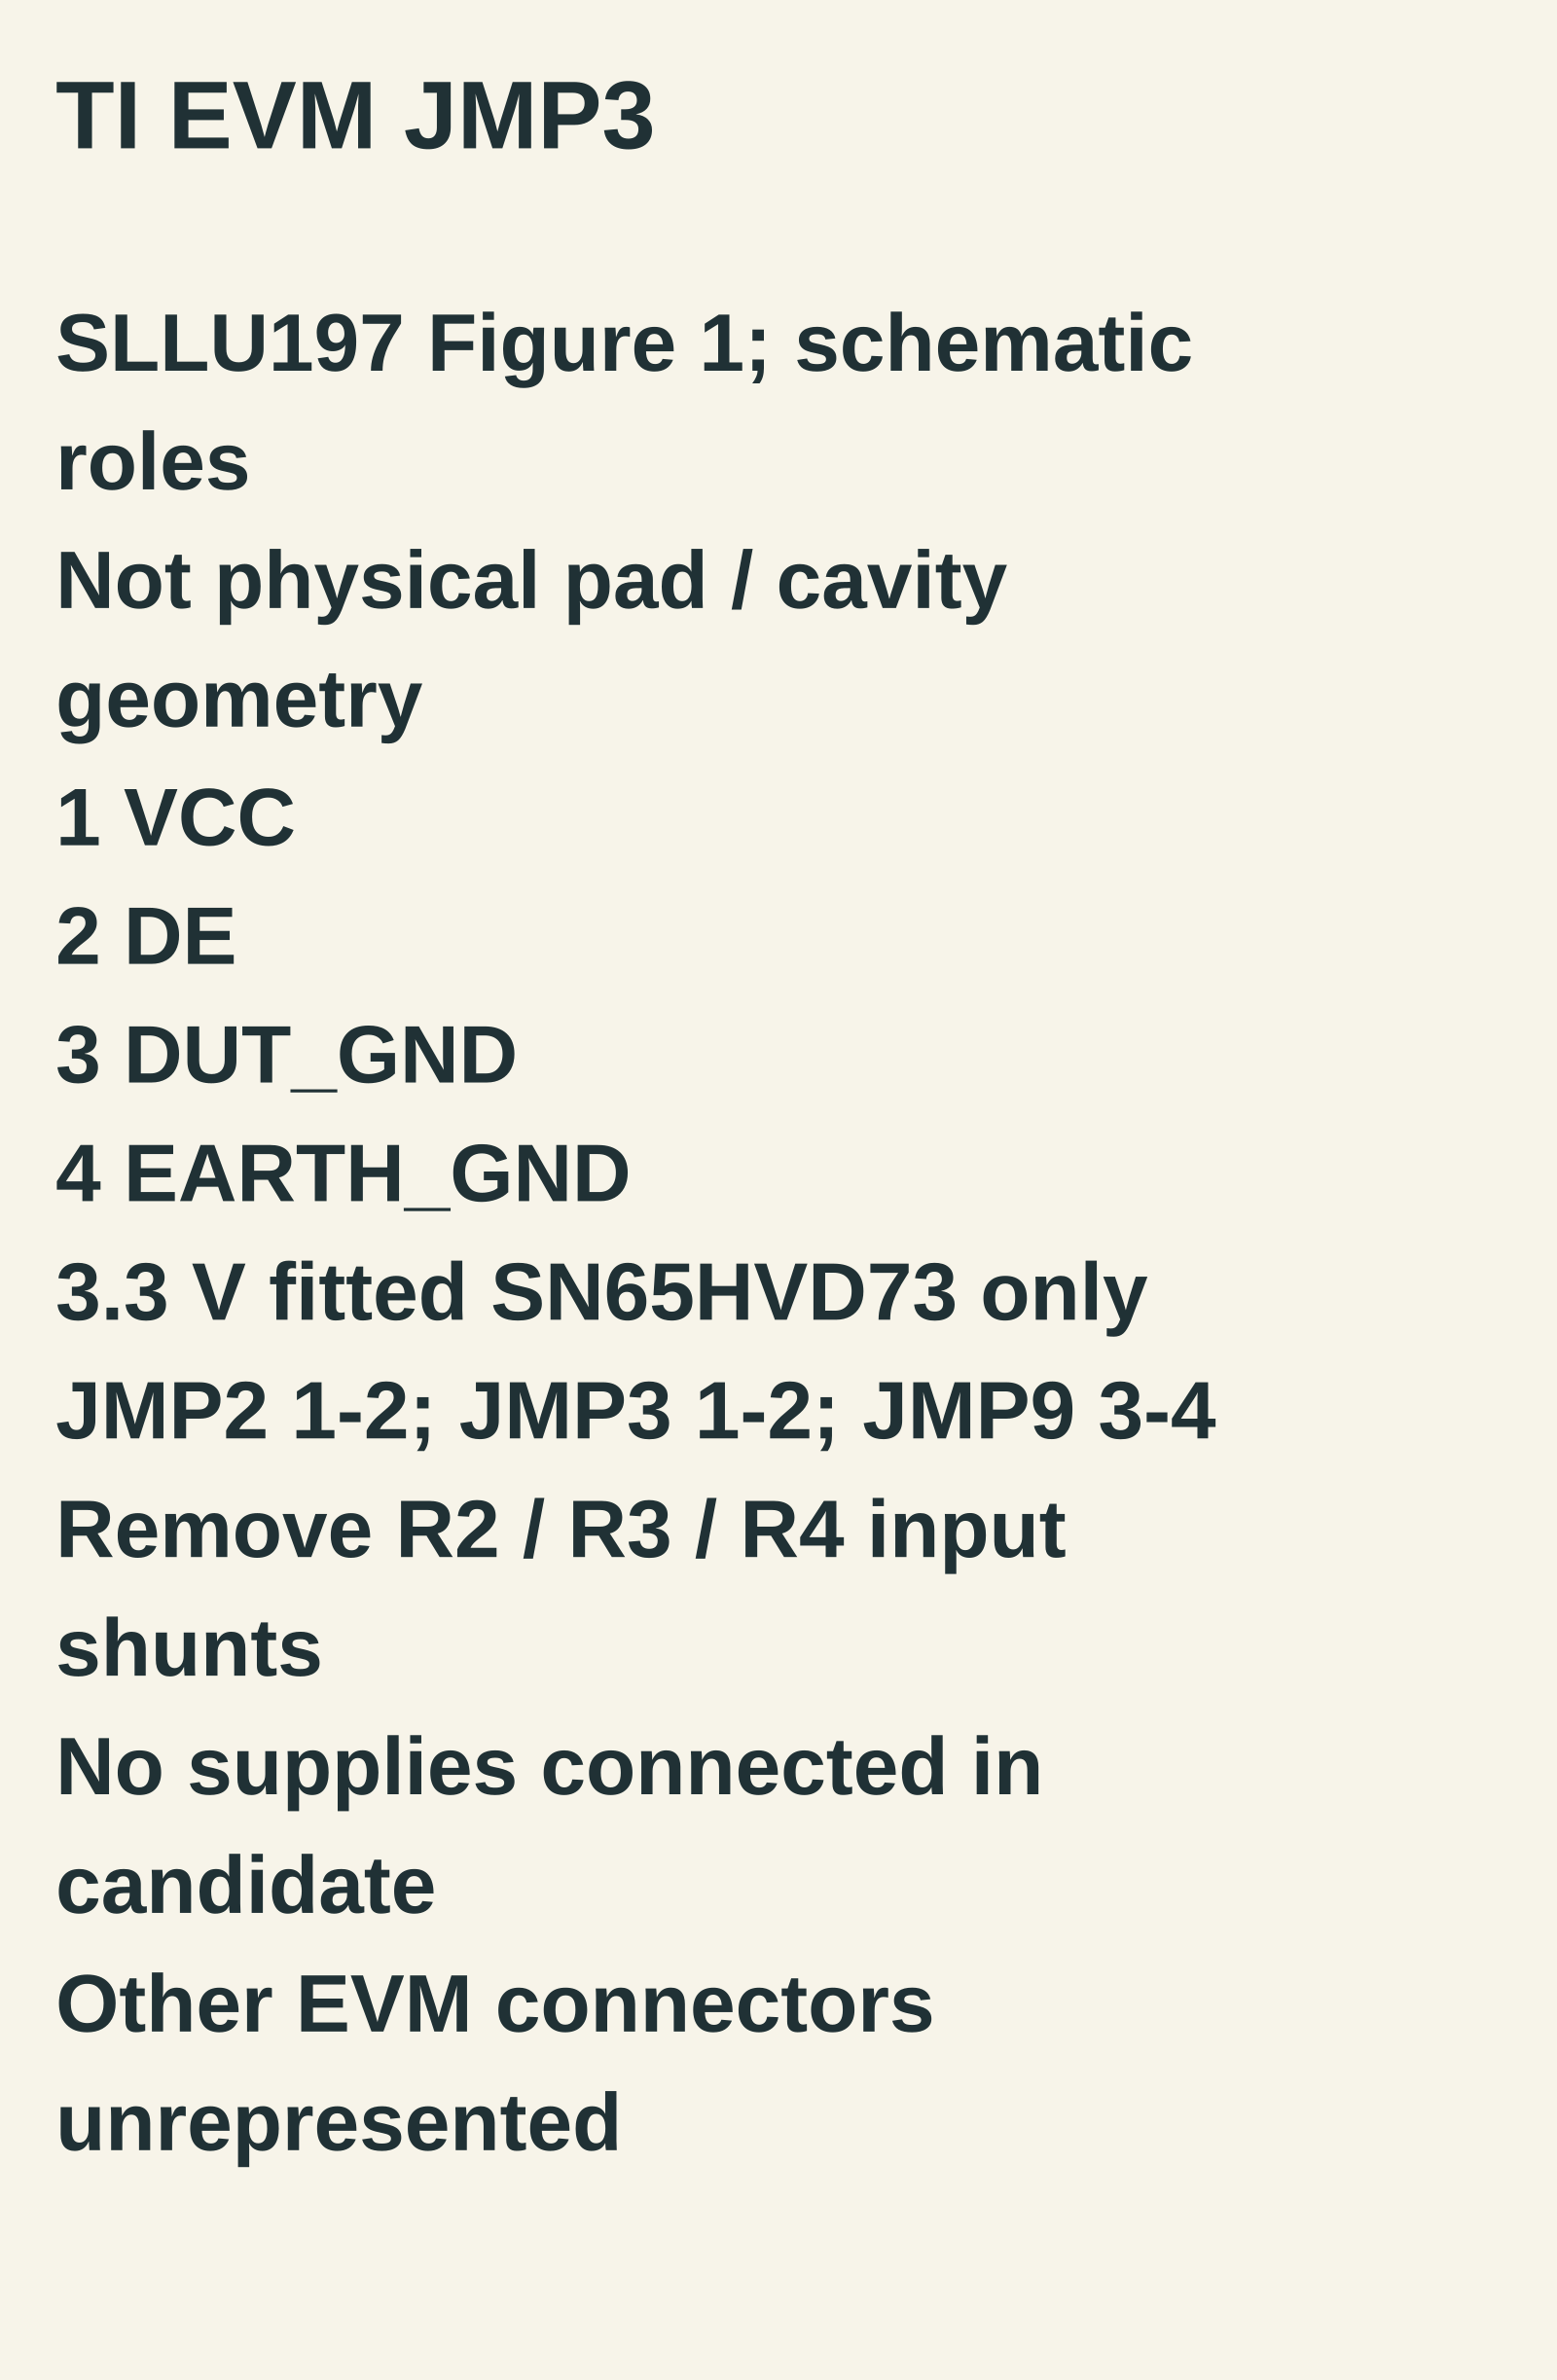 TI EVM JMP3
SLLU197 Figure 1; schematic
roles
Not physical pad / cavity
geometry
1 VCC
2 DE
3 DUT_GND
4 EARTH_GND
3.3 V fitted SN65HVD73 only
JMP2 1-2; JMP3 1-2; JMP9 3-4
Remove R2 / R3 / R4 input
shunts
No supplies connected in
candidate
Other EVM connectors
unrepresented